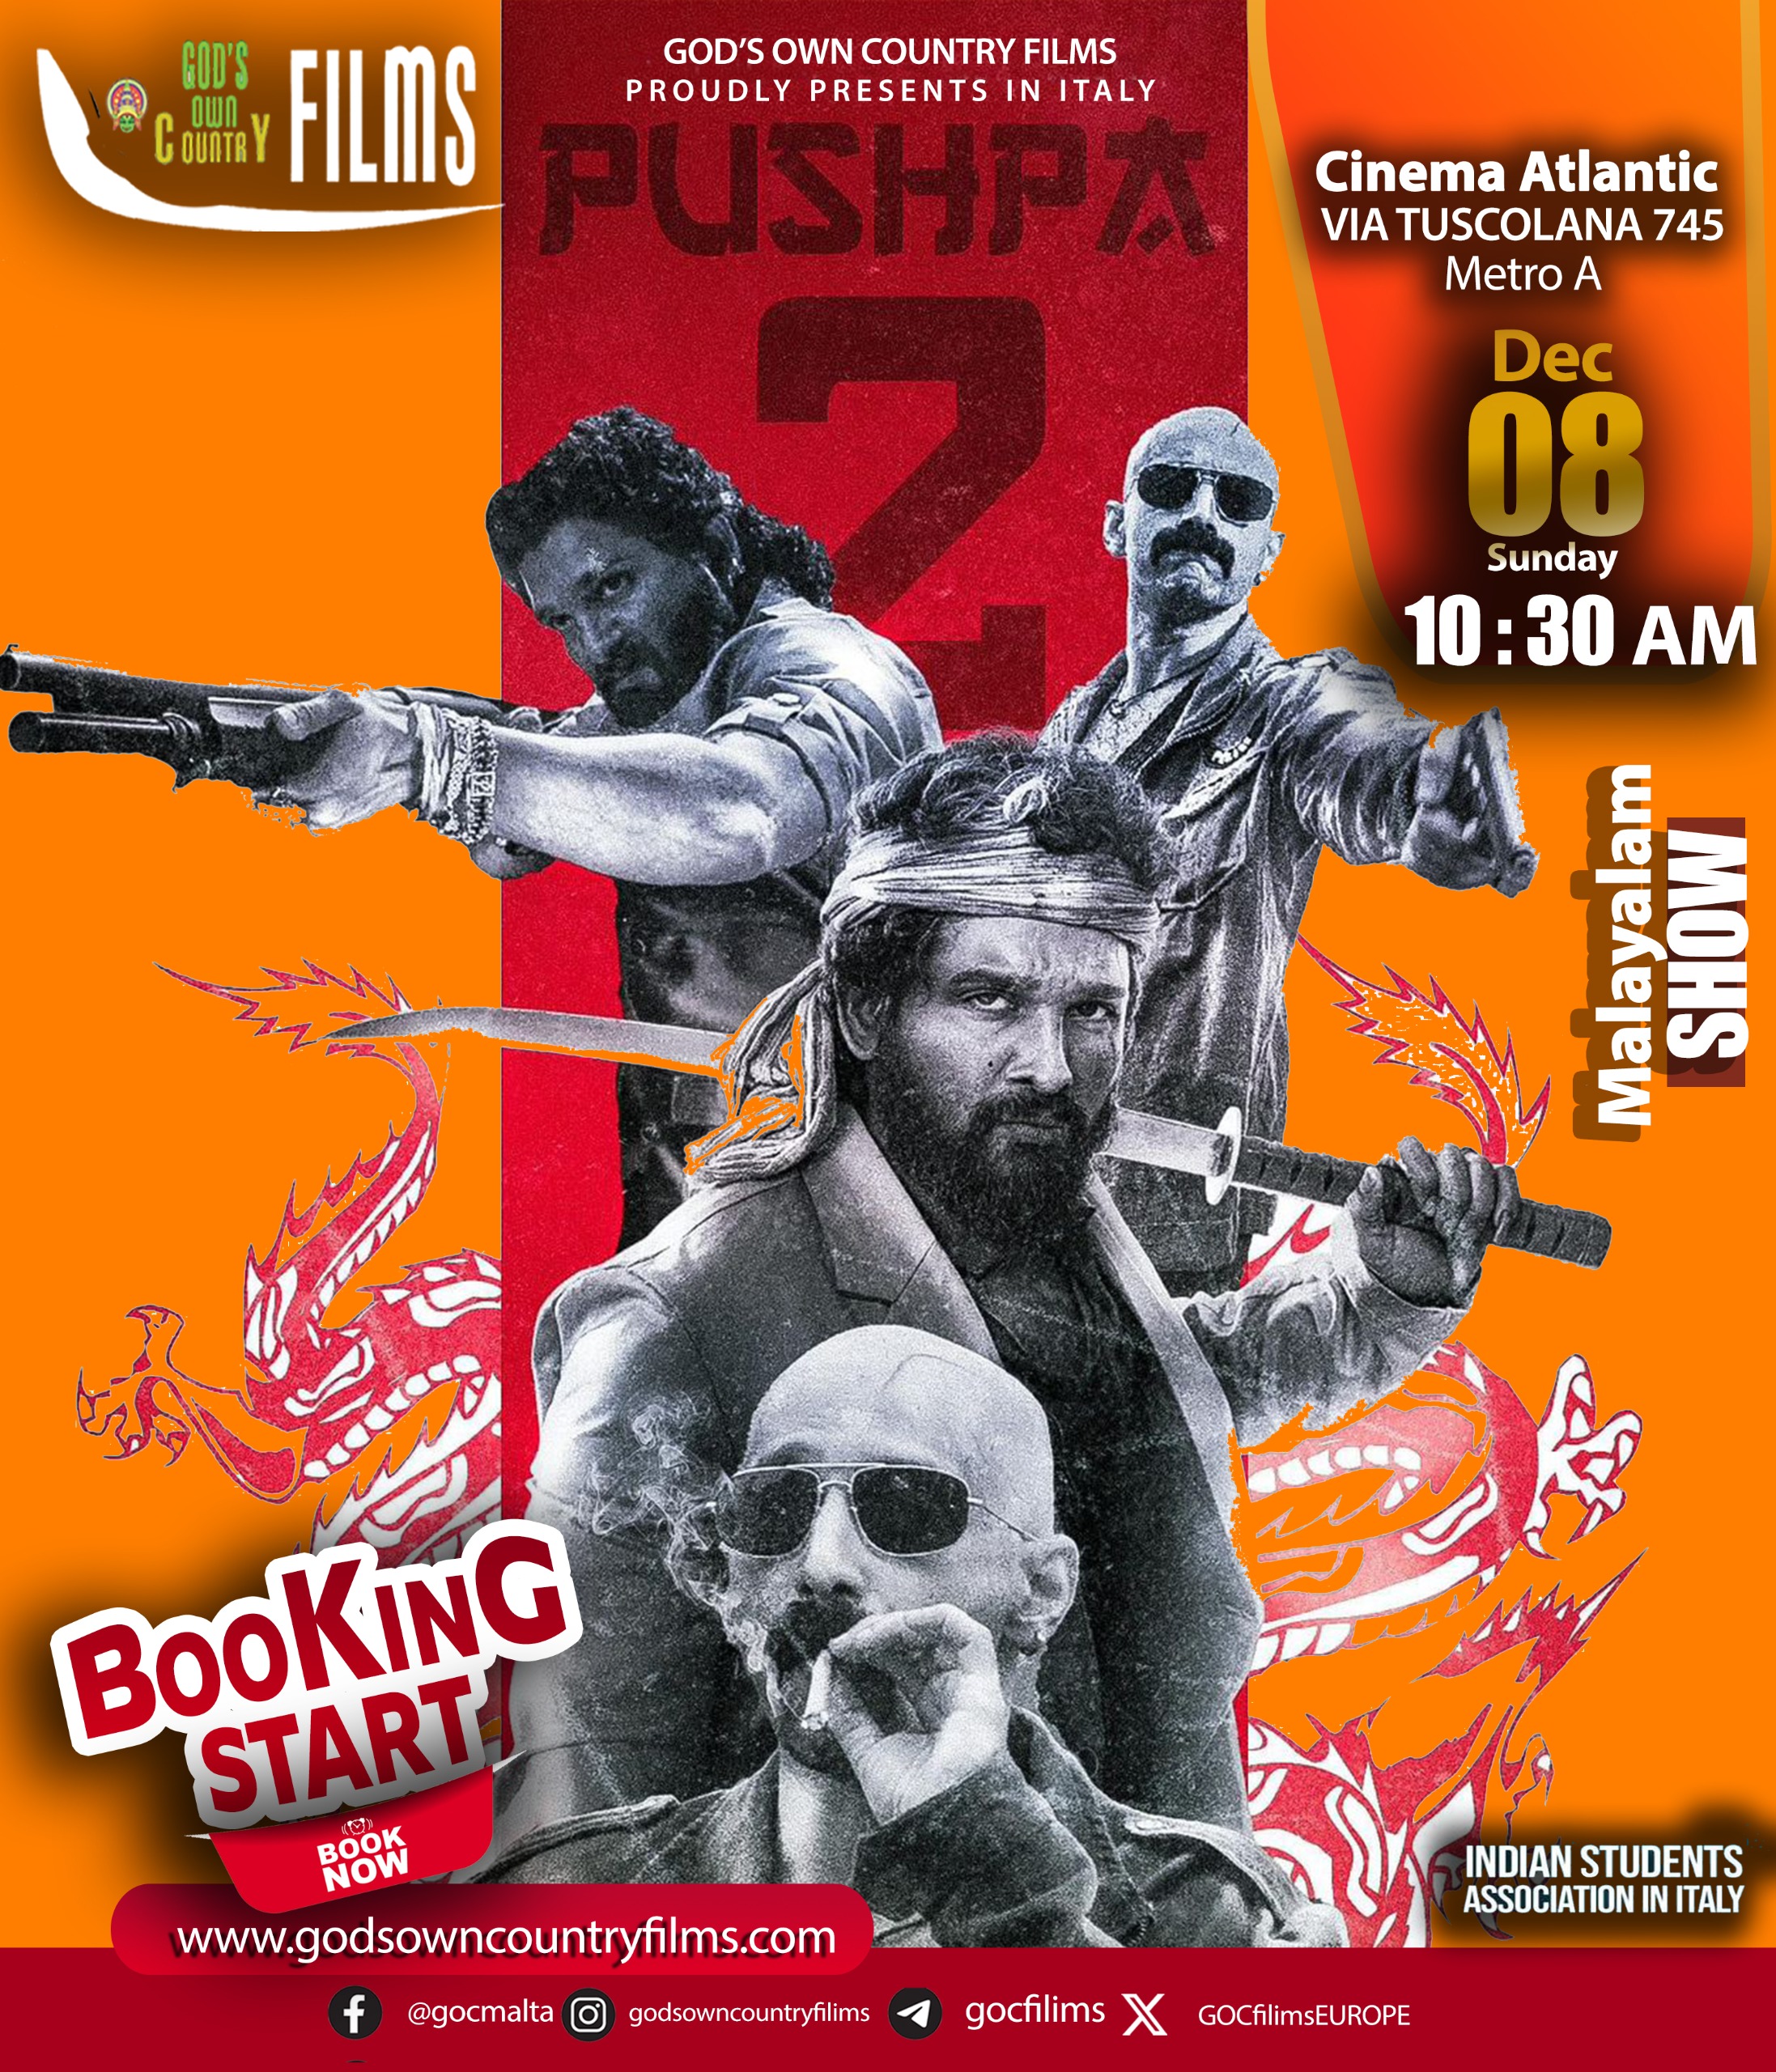 GOD'S
OWN
COUNTRY
FILMS
GOD'S OWN COUNTRY FILMS
PROUDLY PRESENTS IN ITALY
PUSHPA
2
Cinema Atlantic
VIA TUSCOLANA 745
Metro A
Dec
08
Sunday
10:30 AM
Malayalam
SHOW
BOOKING
START
BOOK
NOW
INDIAN STUDENTS
ASSOCIATION IN ITALY
www.godsowncountryfilms.com
@gocmalta
godsowncountryfilims
gocfilims
GOCfilimsEUROPE